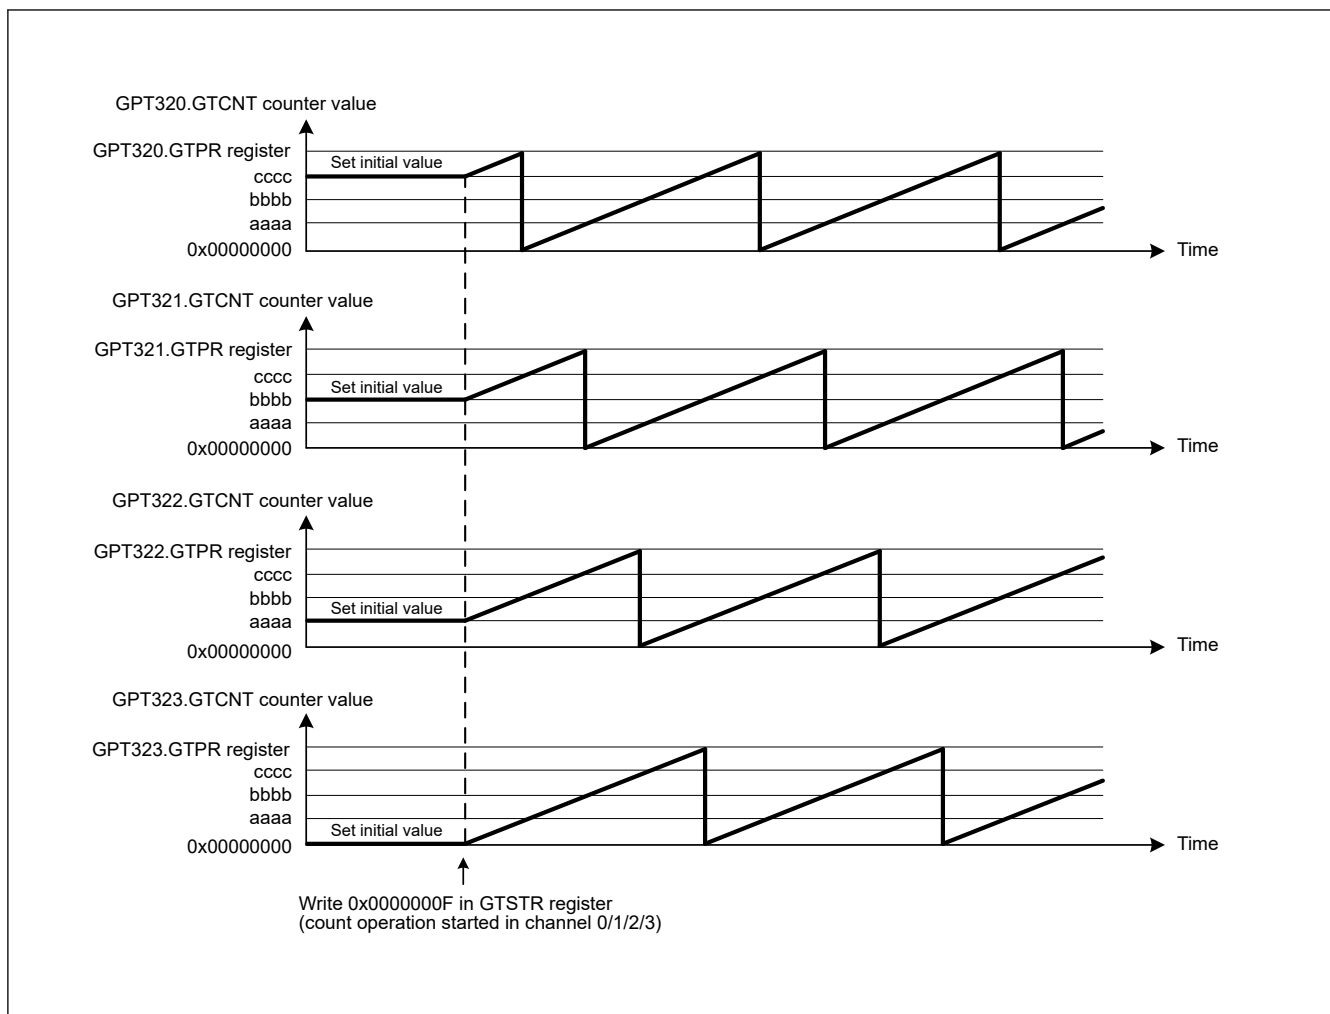 GPT320.GTCNT counter value
GPT320.GTPR register
Set initial value
cccc
bbbb
aaaa
0x00000000
Time
GPT321.GTCNT counter value
GPT321.GTPR register
cccc
Set initial value
bbbb
aaaa
0x00000000
Time
GPT322.GTCNT counter value
GPT322.GTPR register
cccc
bbbb
Set initial value
aaaa
0x00000000
Time
GPT323.GTCNT counter value
GPT323.GTPR register
cccc
bbbb
aaaa
Set initial value
0x00000000
Time
Write 0x0000000F in GTSTR register
(count operation started in channel 0/1/2/3)